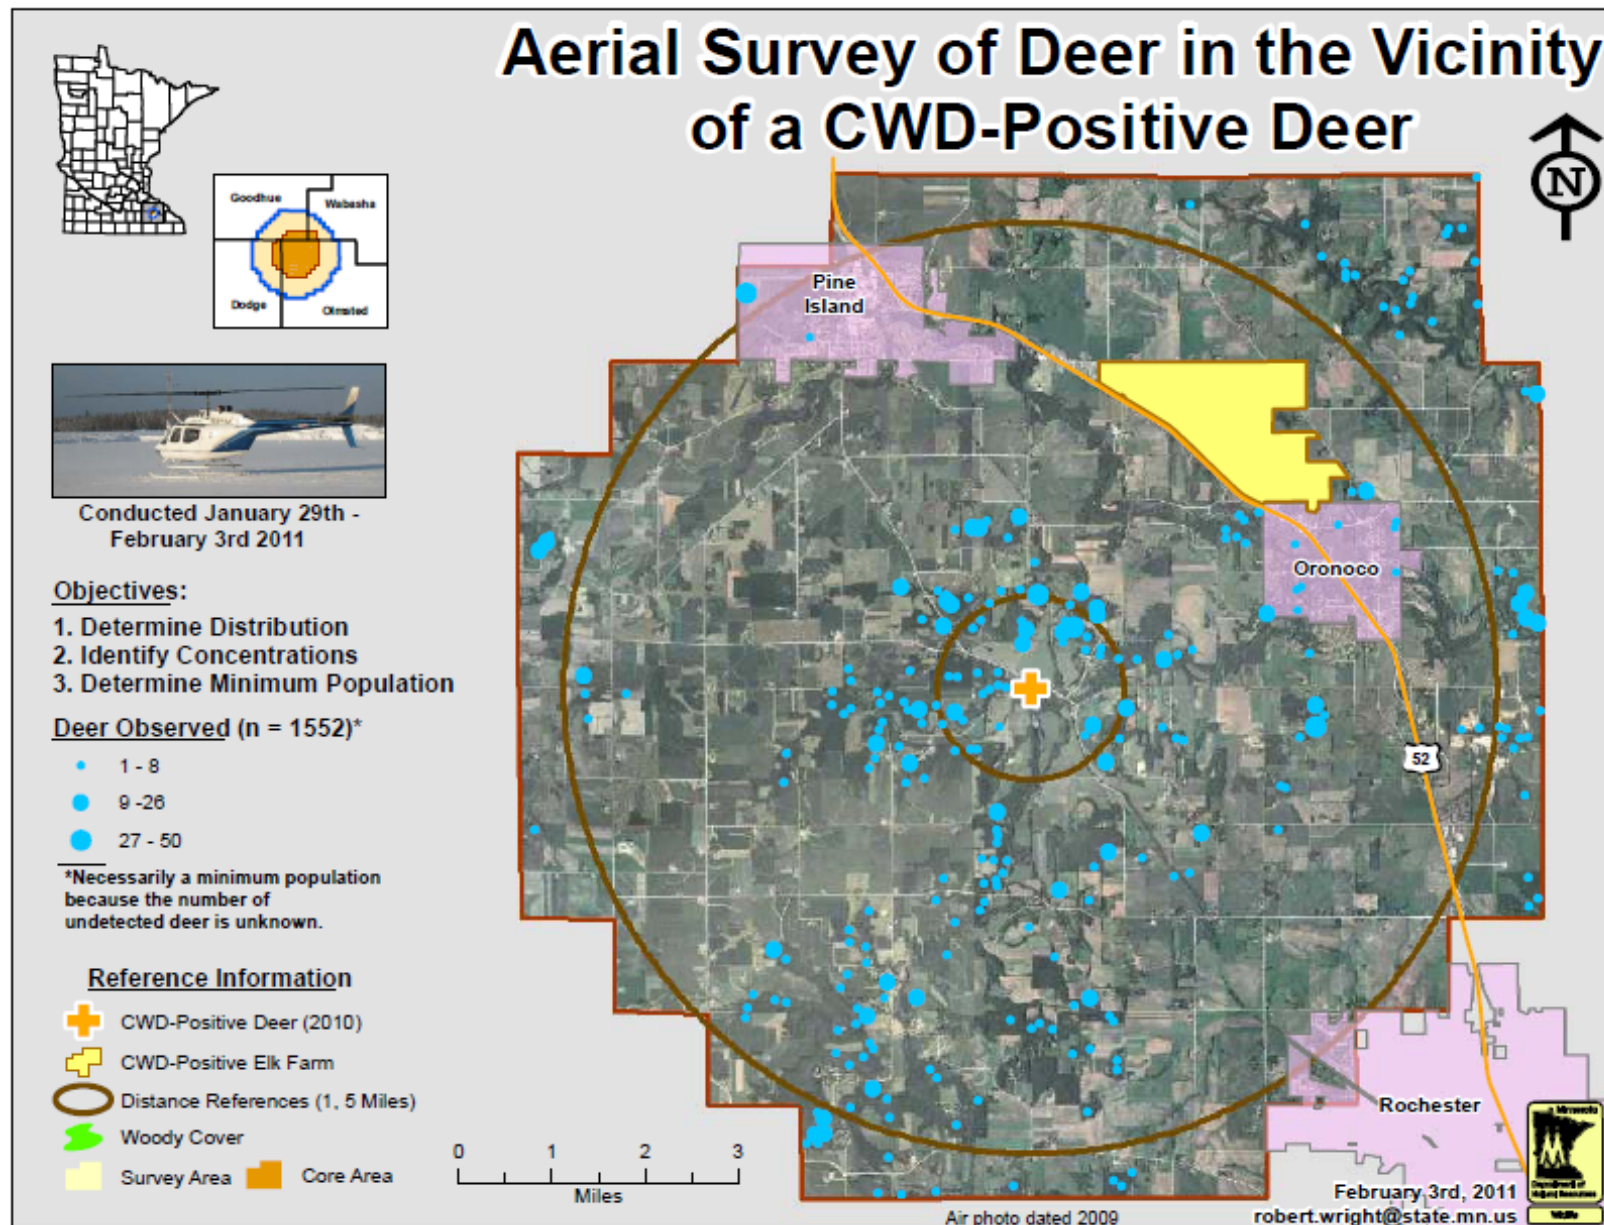 Aerial Survey of Deer in the Vicinity
of a CWD-Positive Deer
N
Goodhue
Wabasha
Dodge
Olmsted
Pine
Island
Oronoco
52
Rochester
Conducted January 29th -
February 3rd 2011
Objectives:
1. Determine Distribution
2. Identify Concentrations
3. Determine Minimum Population
Deer Observed (n = 1552)*
1 - 8
9 -26
27 - 50
*Necessarily a minimum population
because the number of
undetected deer is unknown.
Reference Information
CWD-Positive Deer (2010)
CWD-Positive Elk Farm
Distance References (1, 5 Miles)
Woody Cover
Survey Area
Core Area
0 1 2 3
Miles
Air photo dated 2009
February 3rd, 2011
robert.wright@state.mn.us
Minnesota
Department of
Natural Resources